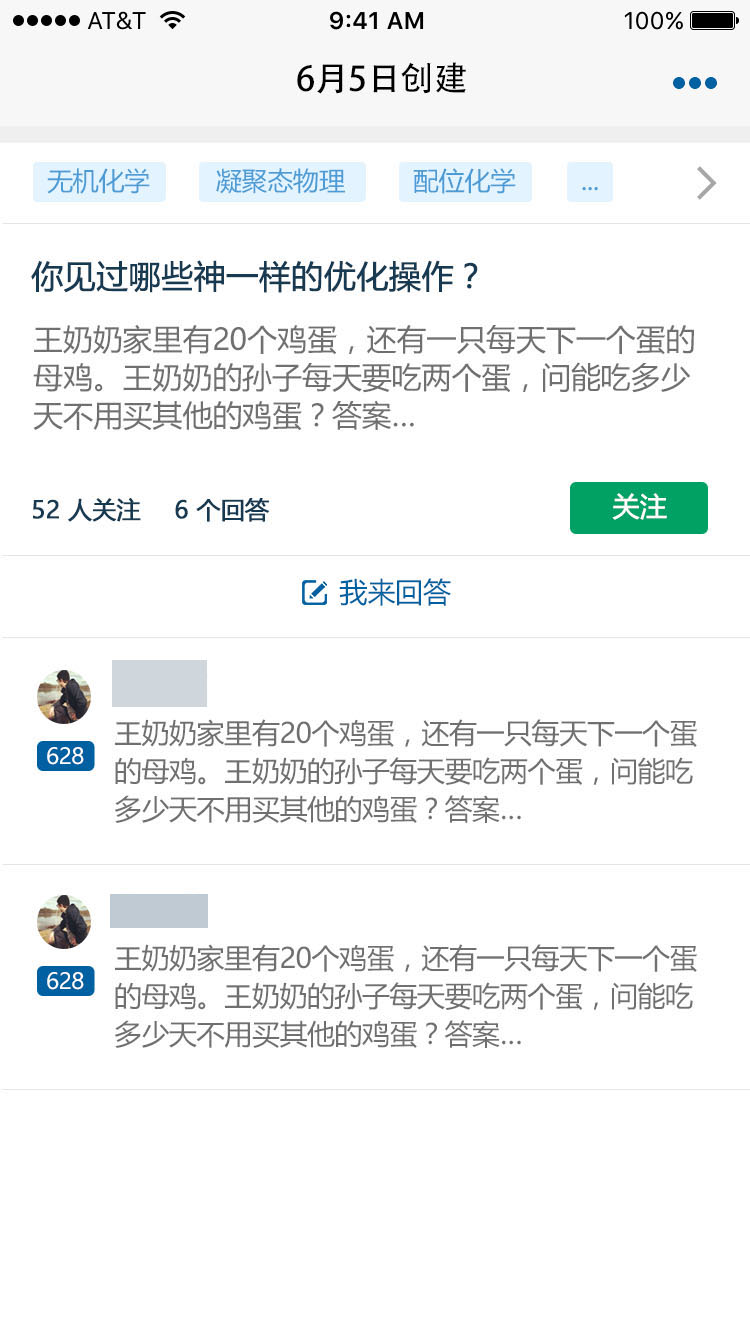 AT&T 9:41 AM 100%
6月5日创建
无机化学 凝聚态物理 配位化学 ...
你见过哪些神一样的优化操作？
王奶奶家里有20个鸡蛋，还有一只每天下一个蛋的
母鸡。王奶奶的孙子每天要吃两个蛋，问能吃多少
天不用买其他的鸡蛋？答案...
52 人关注 6 个回答
关注
我来回答
王奶奶家里有20个鸡蛋，还有一只每天下一个蛋
628
的母鸡。王奶奶的孙子每天要吃两个蛋，问能吃
多少天不用买其他的鸡蛋？答案...
王奶奶家里有20个鸡蛋，还有一只每天下一个蛋
628
的母鸡。王奶奶的孙子每天要吃两个蛋，问能吃
多少天不用买其他的鸡蛋？答案...